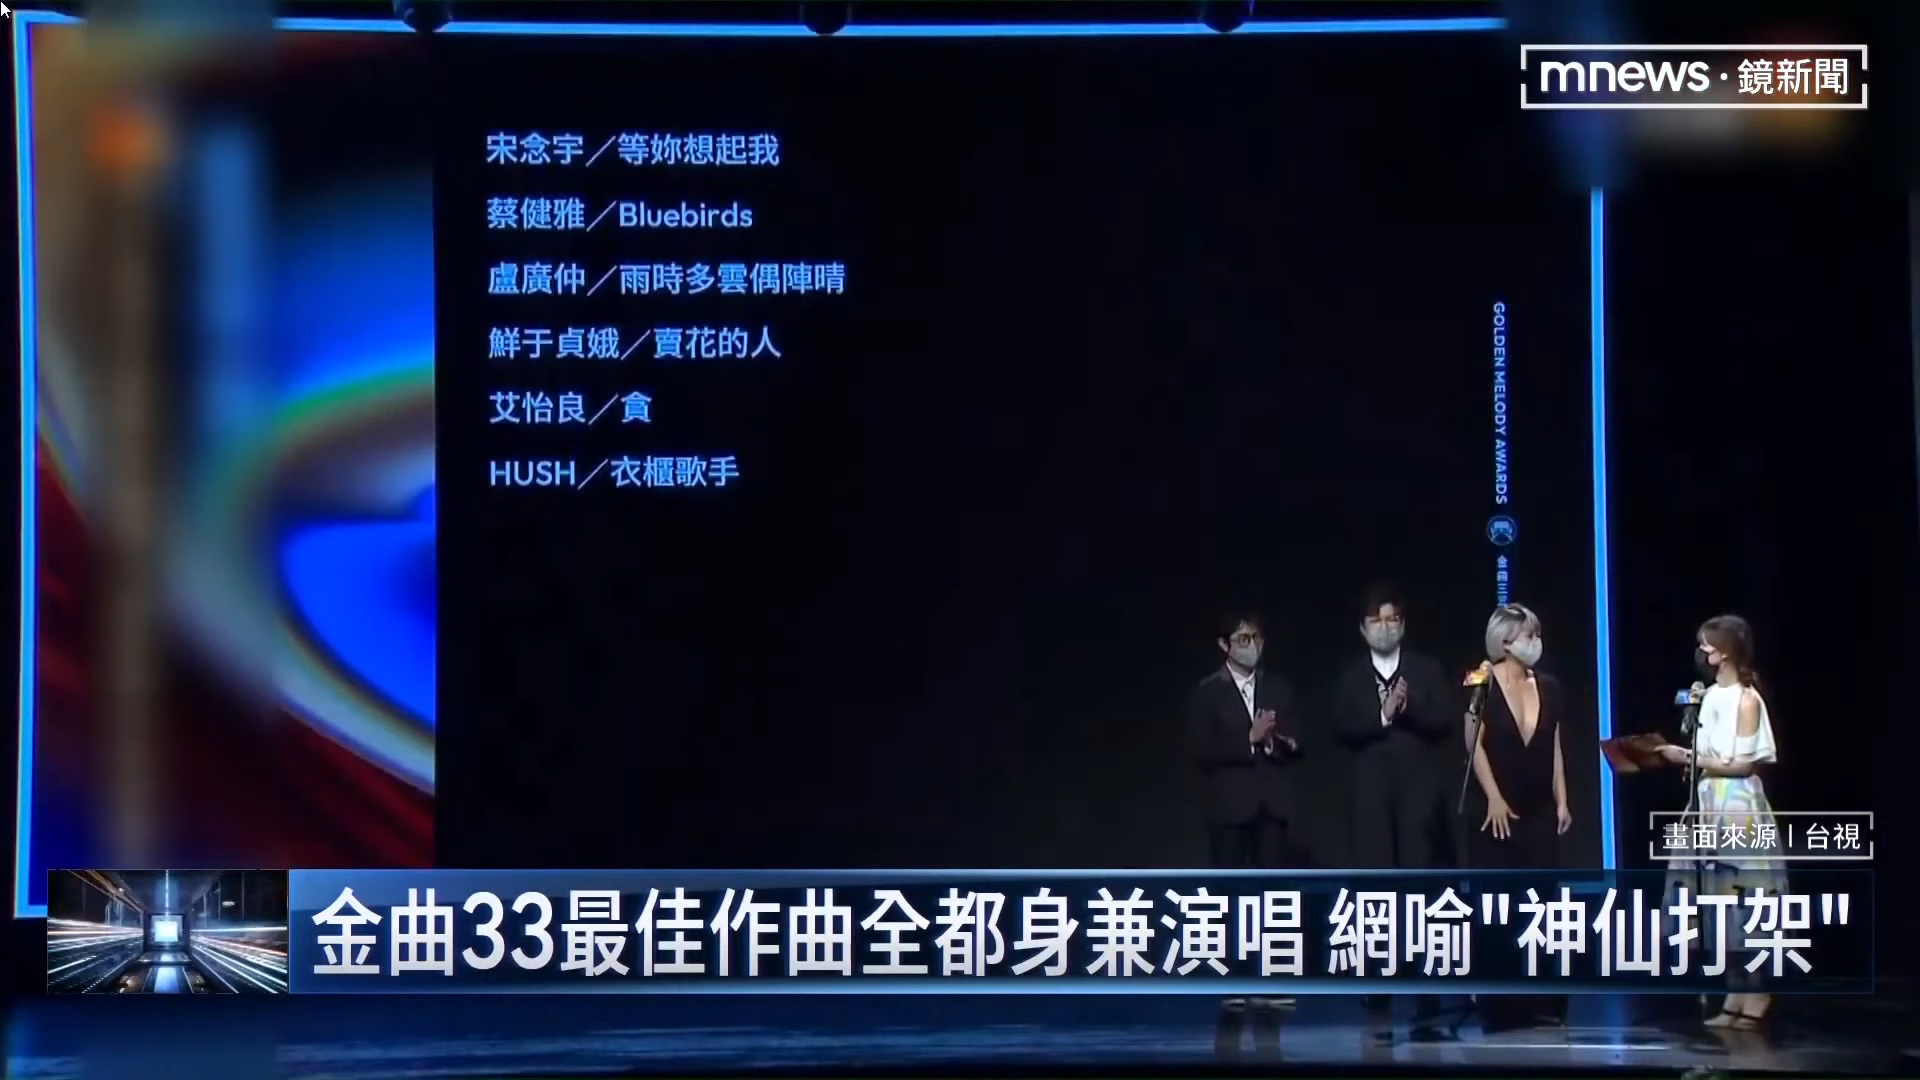 mnews·鏡新聞
宋念宇／等妳想起我
蔡健雅／Bluebirds
盧廣仲／雨時多雲偶陣晴
鮮于貞娥／賣花的人
艾怡良／貪
HUSH／衣櫃歌手
GOLDEN MELODY AWARDS
畫面來源|台視
金曲33最佳作曲全都身兼演唱 網喻"神仙打架"